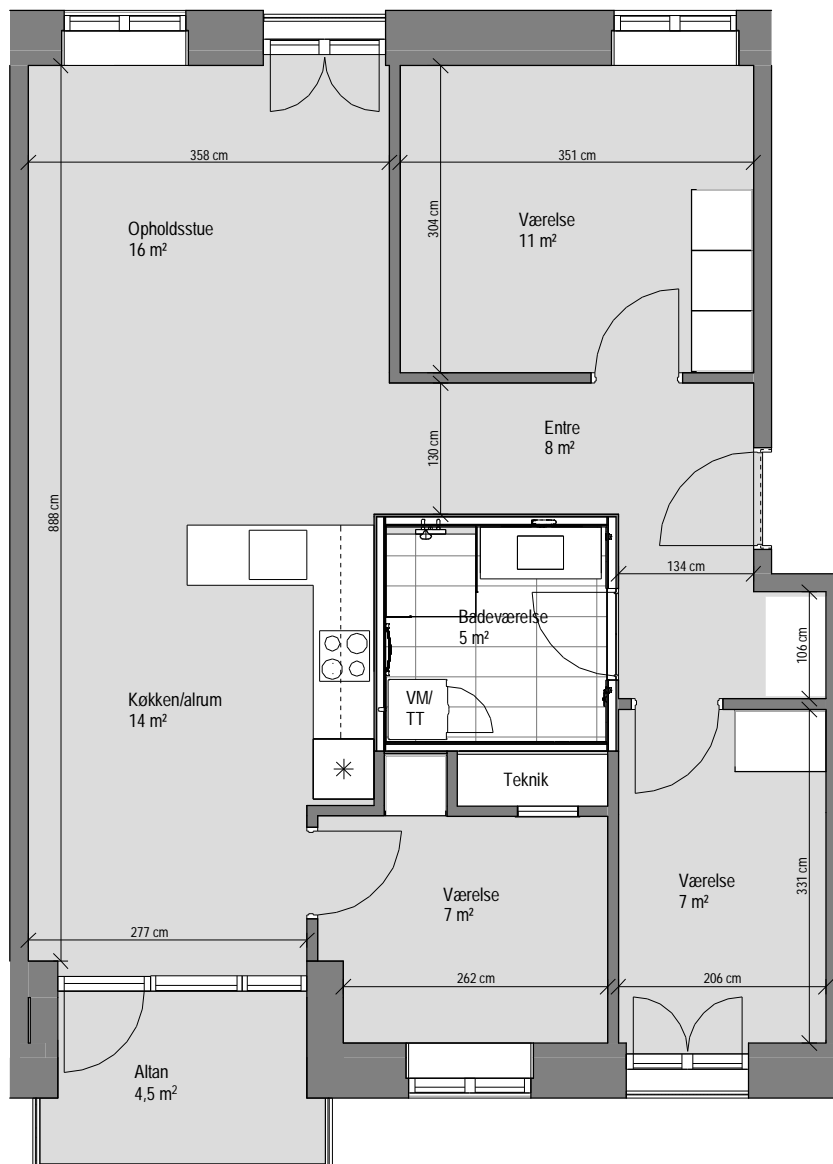 358 cm
351 cm
304 cm
Opholdsstue
16 m²
Værelse
11 m²
Entre
8 m²
130 cm
888 cm
134 cm
Badeværelse
5 m²
106 cm
Køkken/alrum
14 m²
VM/
TT
Teknik
Værelse
7 m²
Værelse
7 m²
331 cm
277 cm
262 cm
206 cm
Altan
4,5 m²